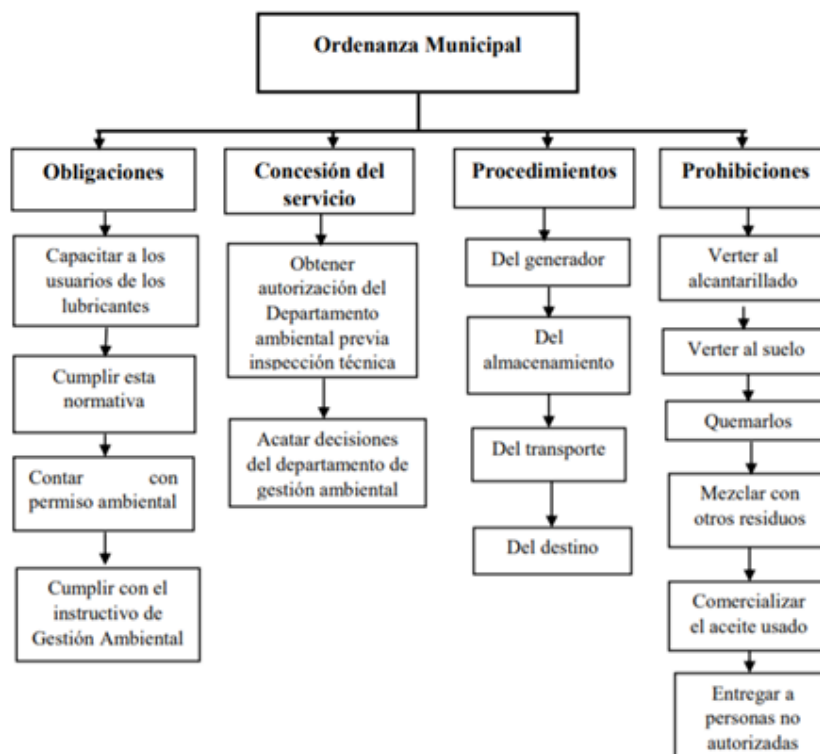 Ordenanza Municipal
Obligaciones
Capacitar a los
usuarios de los
lubricantes
Cumplir esta
normativa
Contar con
permiso ambiental
Cumplir con el
instructivo de
Gestión Ambiental
Concesión del
servicio
Obtener
autorización del
Departamento
ambiental previa
inspección técnica
Acatar decisiones
del departamento de
gestión ambiental
Procedimientos
Del generador
Del
almacenamiento
Del transporte
Del destino
Prohibiciones
Verter al
alcantarillado
Verter al suelo
Quemarlos
Mezclar con
otros residuos
Comercializar
el aceite usado
Entregar a
personas no
autorizadas